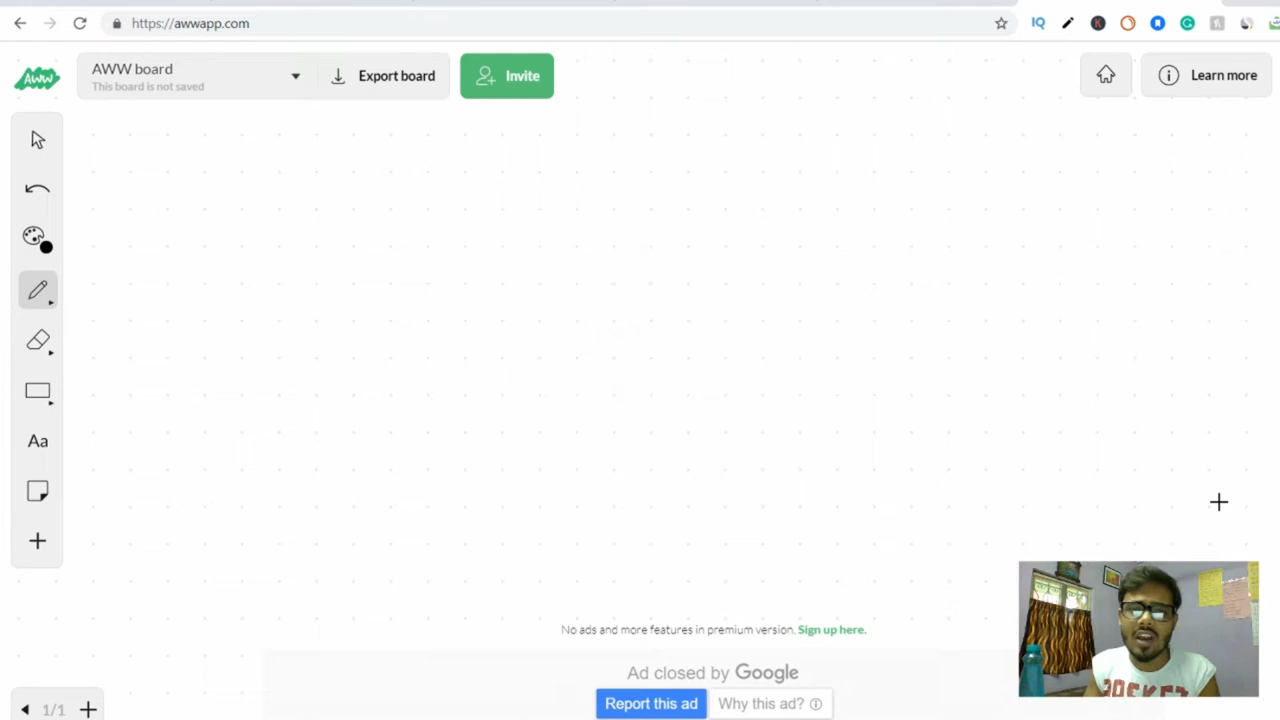 https://awwapp.com
IQ
AWW
AWW board
This board is not saved
Export board
Invite
Learn more
Aa
No ads and more features in premium version. Sign up here.
Ad closed by Google
Report this ad
Why this ad?
1/1